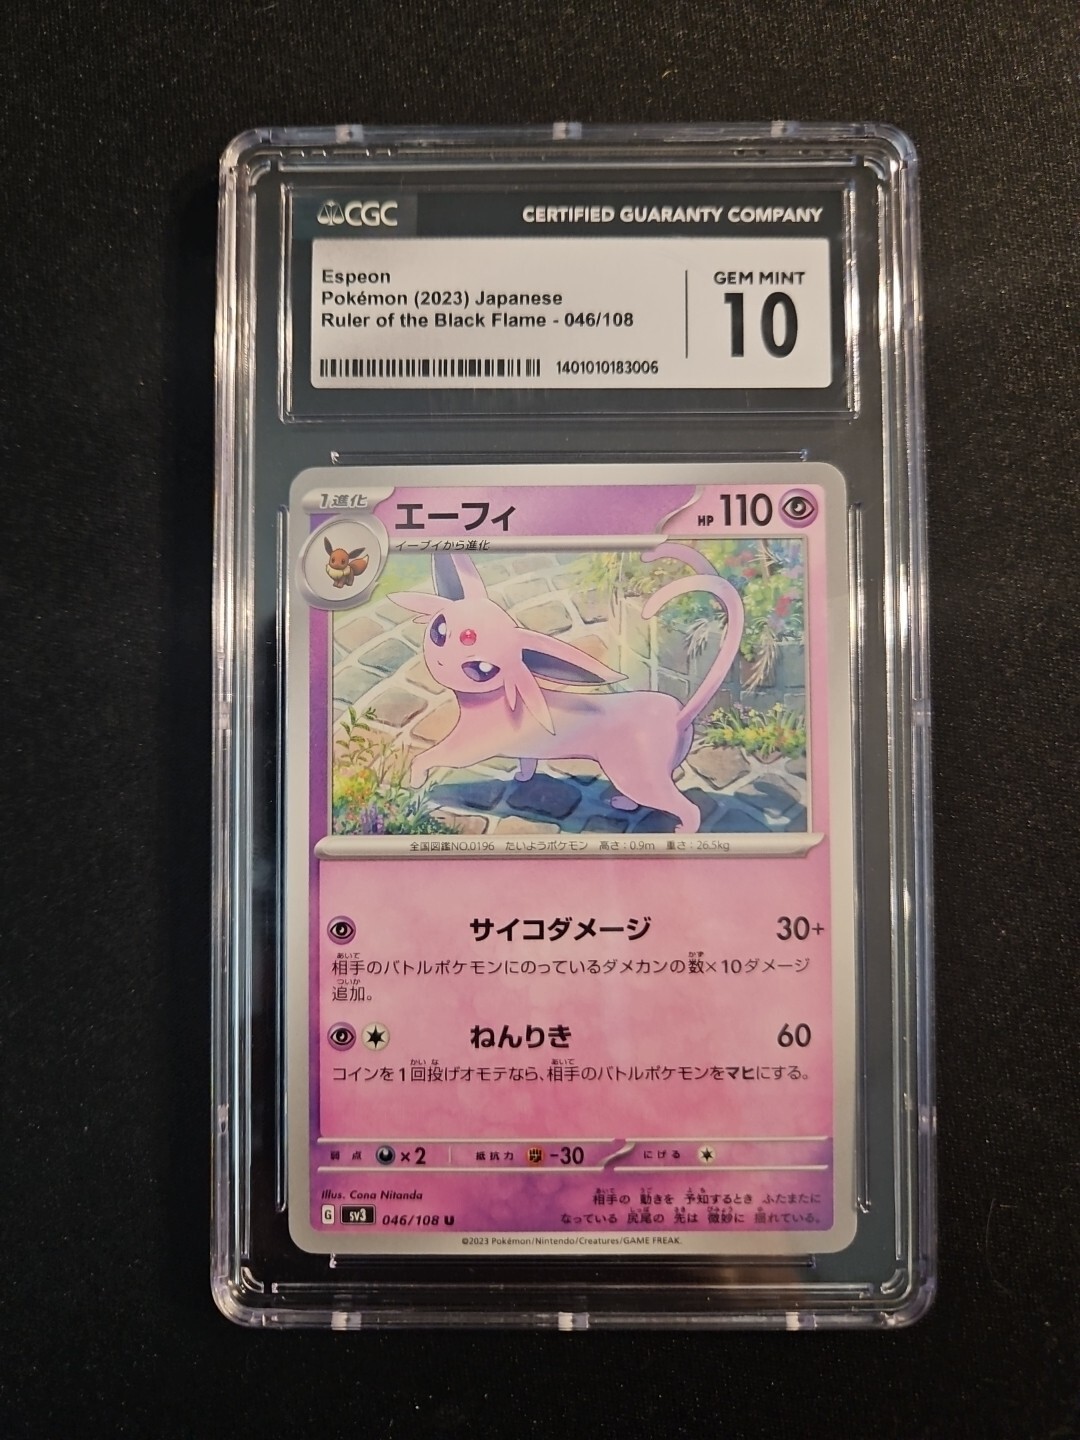 CGC CERTIFIED GUARANTY COMPANY
Espeon
Pokémon (2023) Japanese
Ruler of the Black Flame - 046/108
GEM MINT
10
1401010183006
1進化
エーフィ
HP 110
イーブイから進化
全国図鑑NO.0196 たいようポケモン 高さ:0.9m 重さ:26.5kg
サイコダメージ 30+
相手のバトルポケモンにのっているダメカンの数×10ダメージ
追加。
ねんりき 60
コインを1回投げオモテなら、相手のバトルポケモンをマヒにする。
弱点 ×2 抵抗力 -30 にげる
Illus. Cona Nitanda
相手の 動きを 予知するとき ふたまたに
G sv3 046/108 U
なっている 尻尾の 先は 微妙に 揺れている。
©2023 Pokémon/Nintendo/Creatures/GAME FREAK.